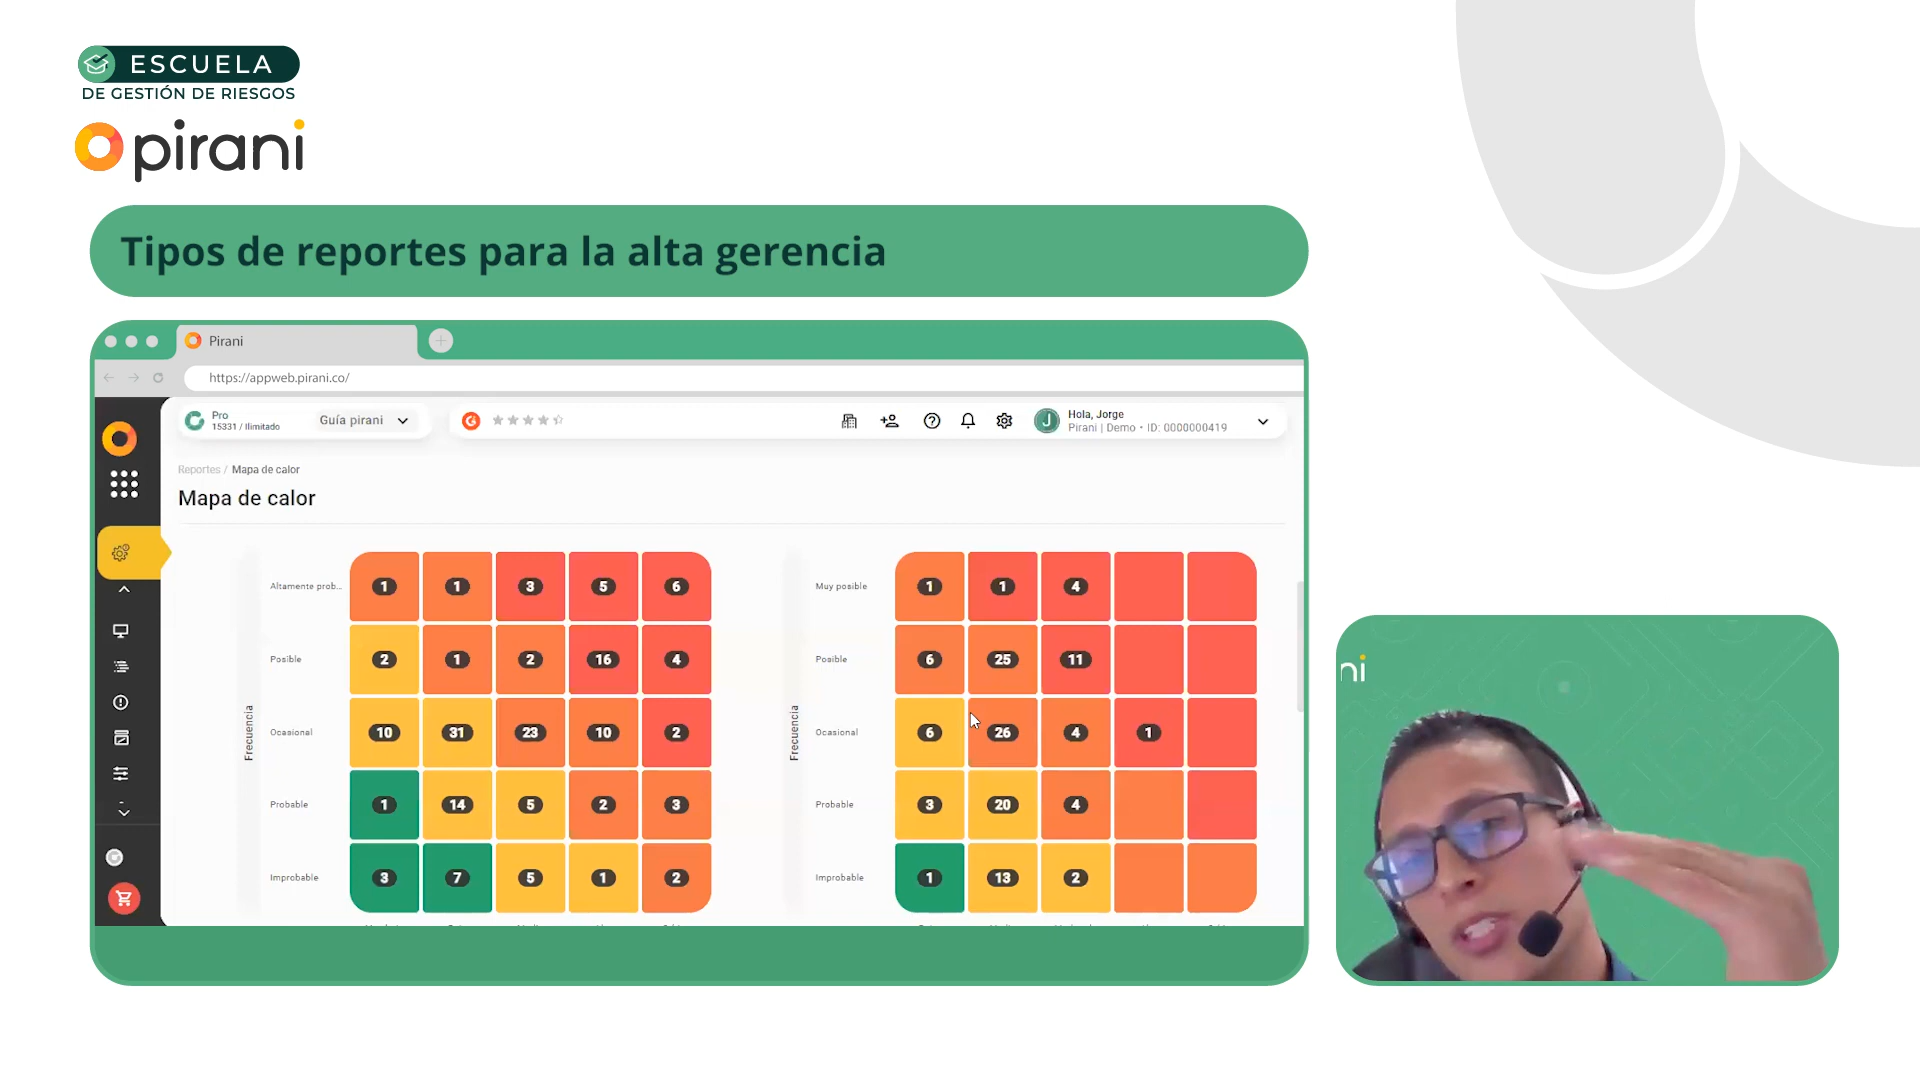 ESCUELA
DE GESTIÓN DE RIESGOS
pirani
Tipos de reportes para la alta gerencia
Pirani
https://appweb.pirani.co/
Pro
15331 / Ilimitado
Guía pirani
Hola, Jorge
Pirani | Demo • ID: 0000000419
J
Reportes / Mapa de calor
Mapa de calor
Frecuencia
Altamente prob... 1 1 3 5 6
Posible 2 1 2 16 4
Ocasional 10 31 23 10 2
Probable 1 14 5 2 3
Improbable 3 7 5 1 2
Frecuencia
Muy posible 1 1 4
Posible 6 25 11
Ocasional 6 26 4 1
Probable 3 20 4
Improbable 1 13 2
ni